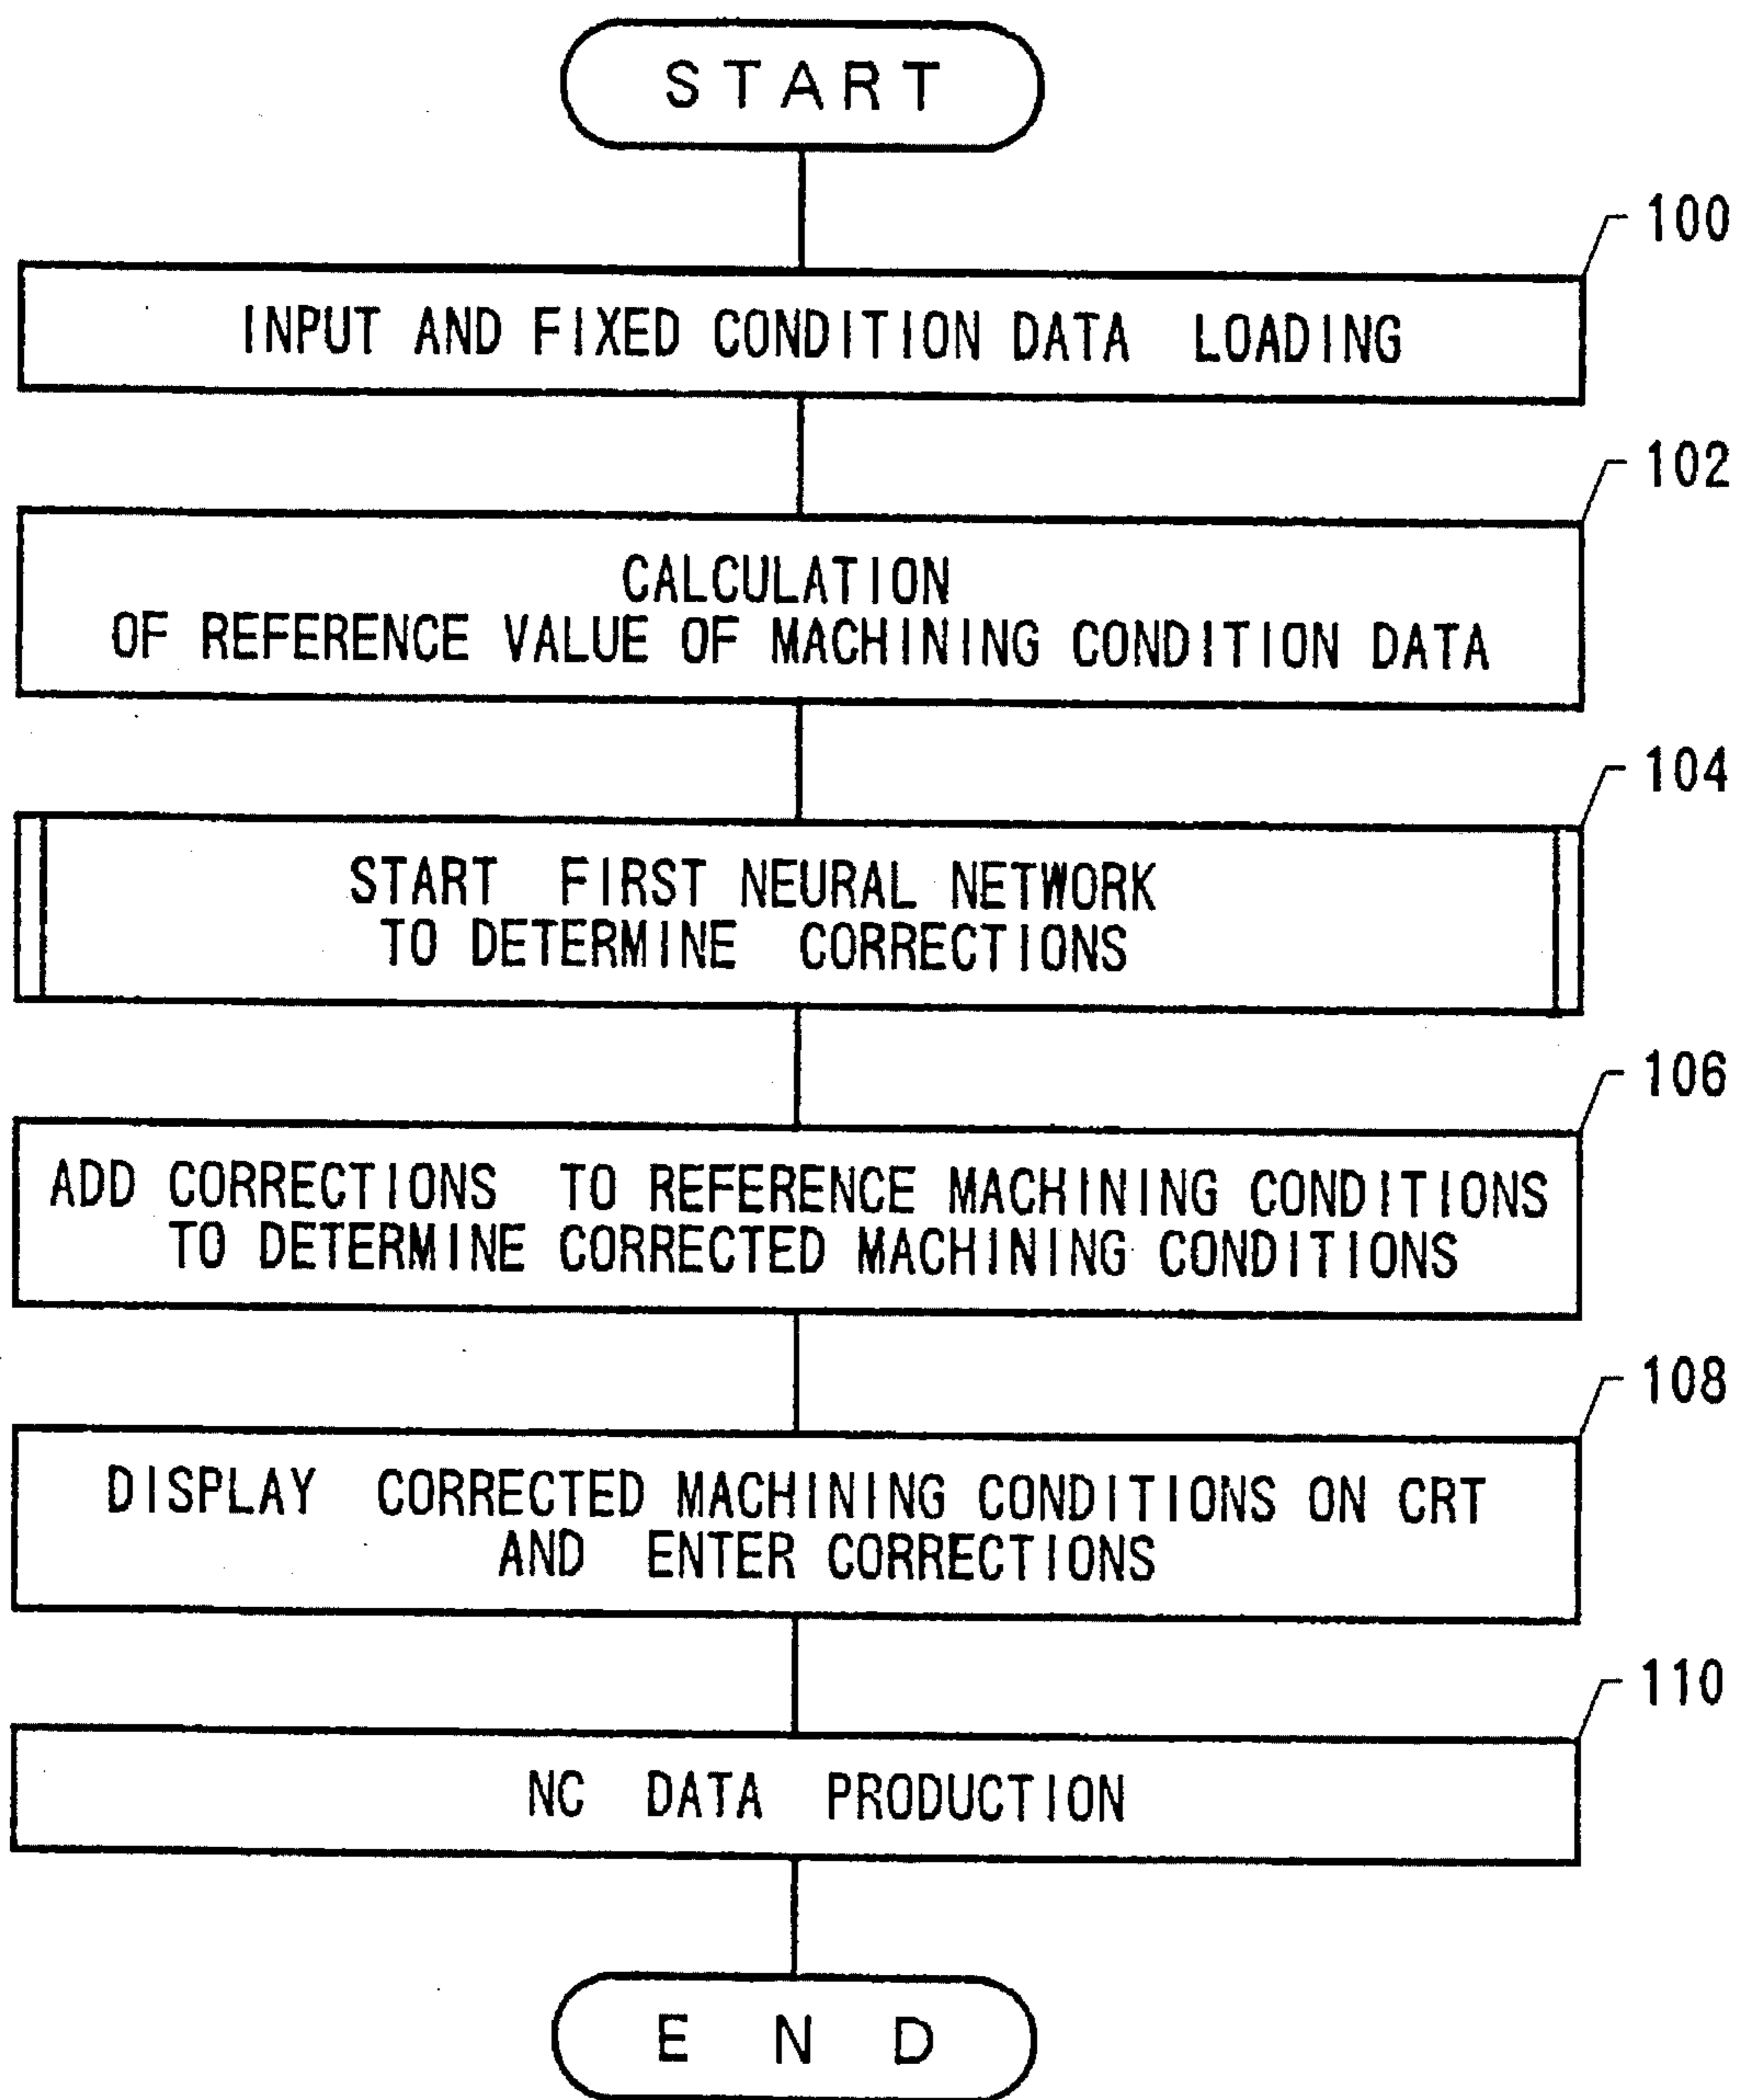 START
100
INPUT AND FIXED CONDITION DATA LOADING
102
CALCULATION
OF REFERENCE VALUE OF MACHINING CONDITION DATA
104
START FIRST NEURAL NETWORK
TO DETERMINE CORRECTIONS
106
ADD CORRECTIONS TO REFERENCE MACHINING CONDITIONS
TO DETERMINE CORRECTED MACHINING CONDITIONS
108
DISPLAY CORRECTED MACHINING CONDITIONS ON CRT
AND ENTER CORRECTIONS
110
NC DATA PRODUCTION
END